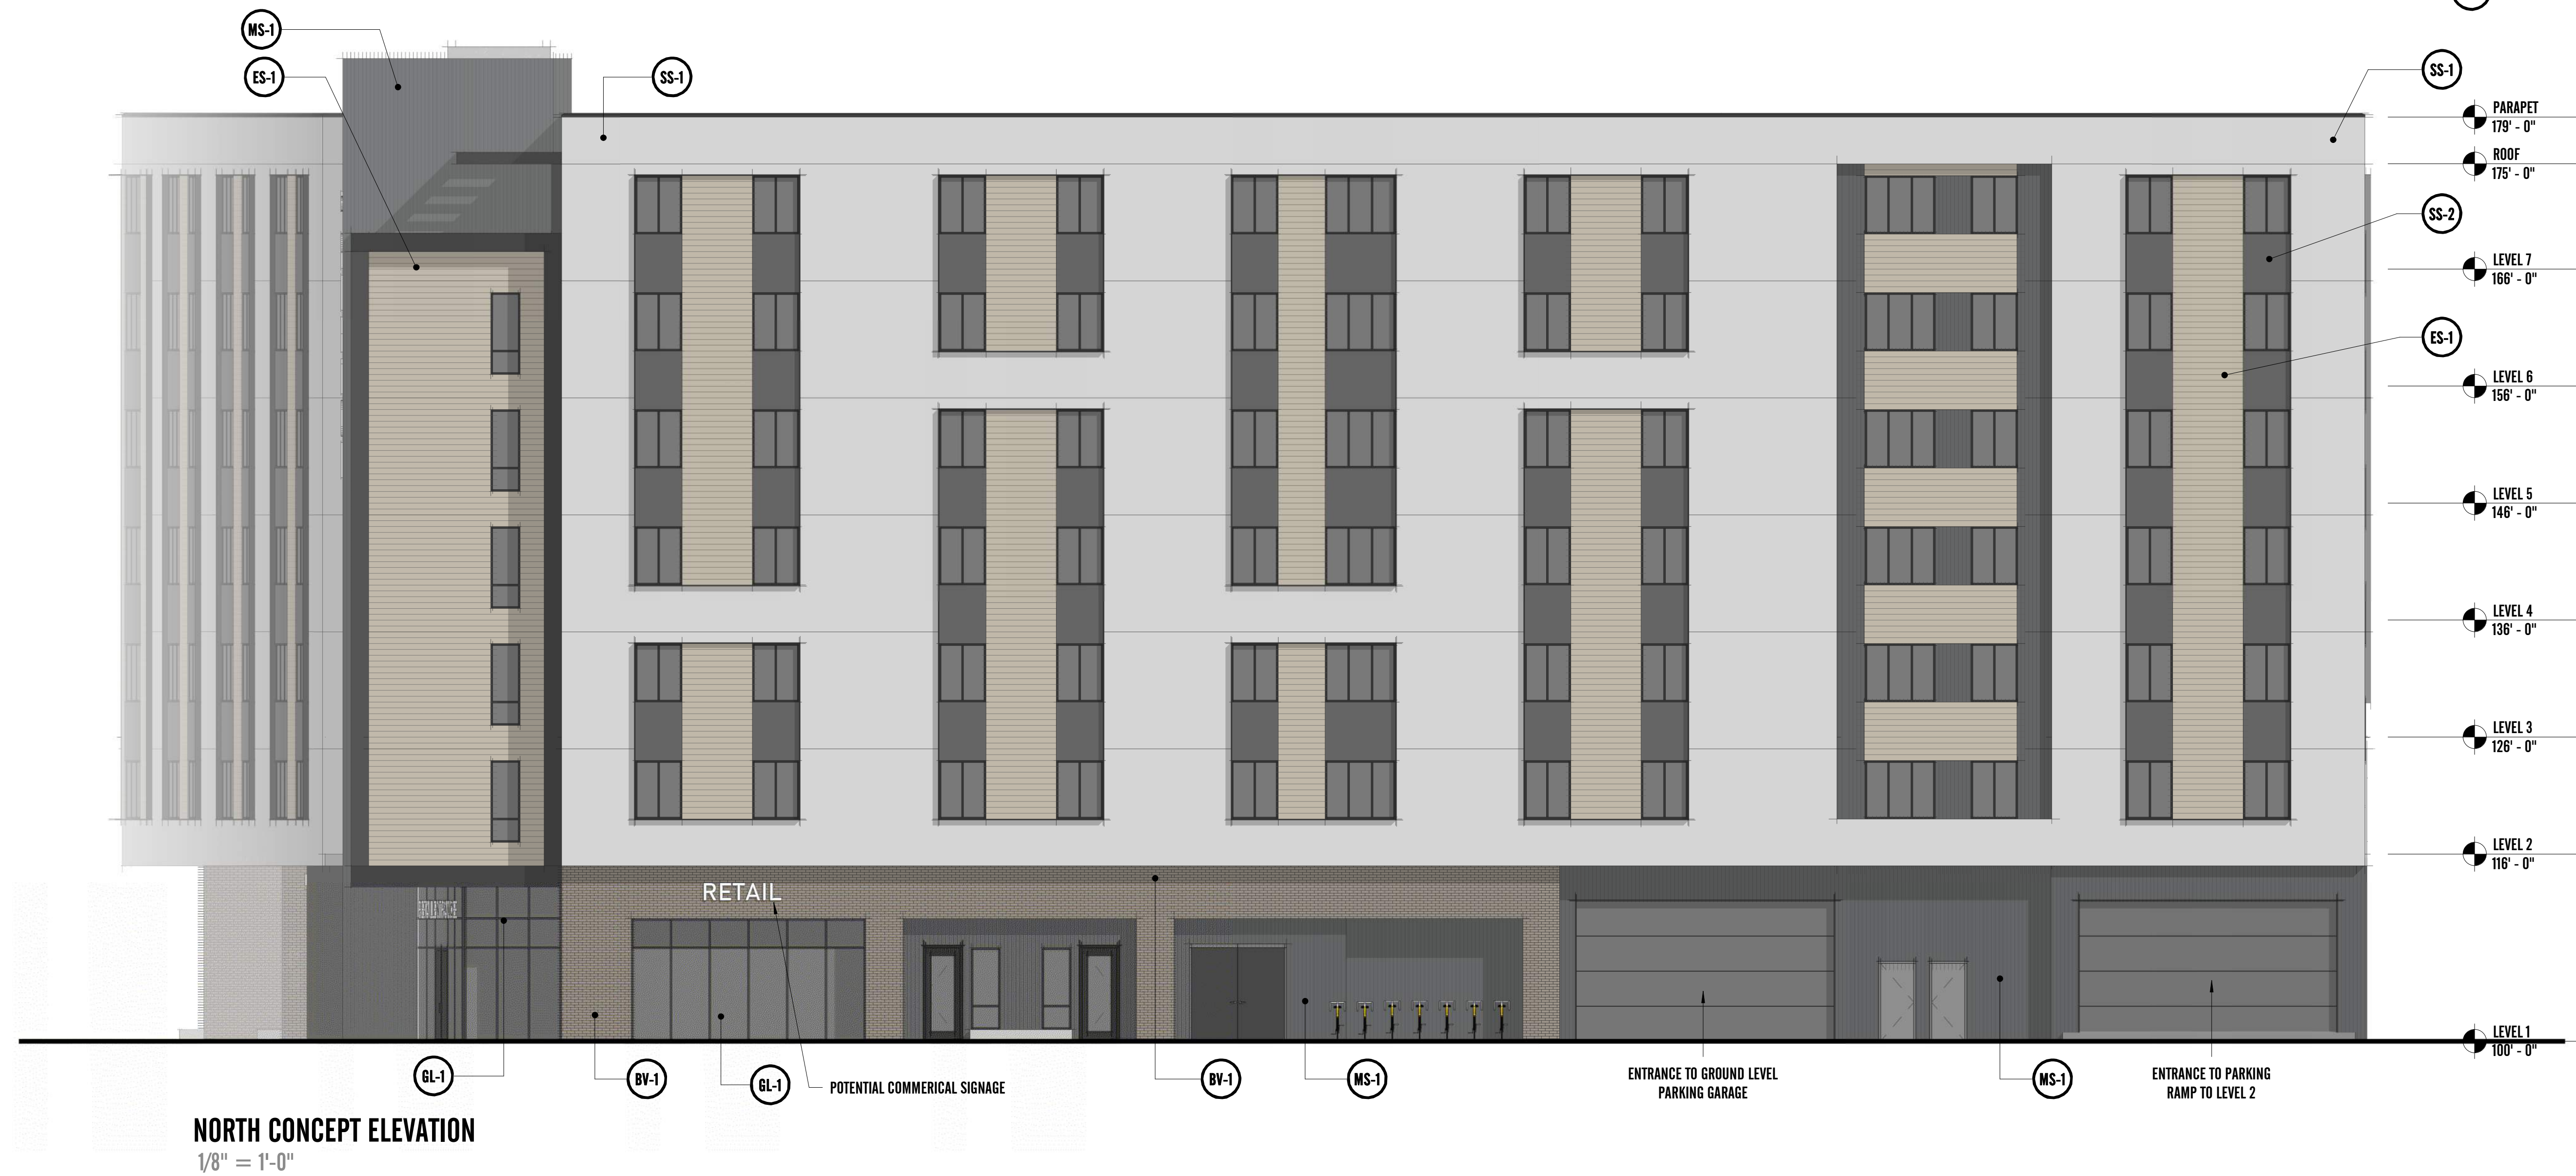 MS-1
ES-1
SS-1
SS-1
PARAPET
179' - 0"
ROOF
175' - 0"
SS-2
LEVEL 7
166' - 0"
ES-1
LEVEL 6
156' - 0"
LEVEL 5
146' - 0"
LEVEL 4
136' - 0"
LEVEL 3
126' - 0"
LEVEL 2
116' - 0"
RETAIL
LEVEL 1
100' - 0"
GL-1
BV-1
GL-1
POTENTIAL COMMERICAL SIGNAGE
BV-1
MS-1
ENTRANCE TO GROUND LEVEL
PARKING GARAGE
MS-1
ENTRANCE TO PARKING
RAMP TO LEVEL 2
NORTH CONCEPT ELEVATION
1/8" = 1'-0"